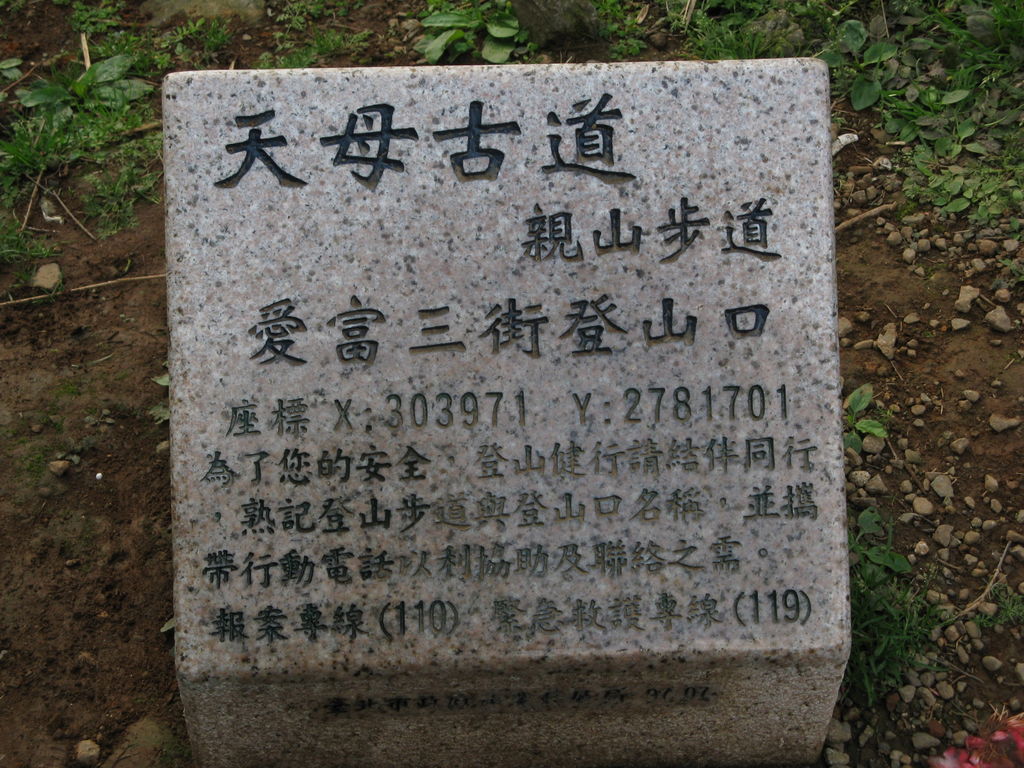 天母古道
親山步道
愛富三街登山口
座標 X:303971 Y:2781701
為了您的安全,登山健行請結伴同行
,熟記登山步道與登山口名稱,並攜
帶行動電話以利協助及聯絡之需。
報案專線(110) 緊急救護專線(119)